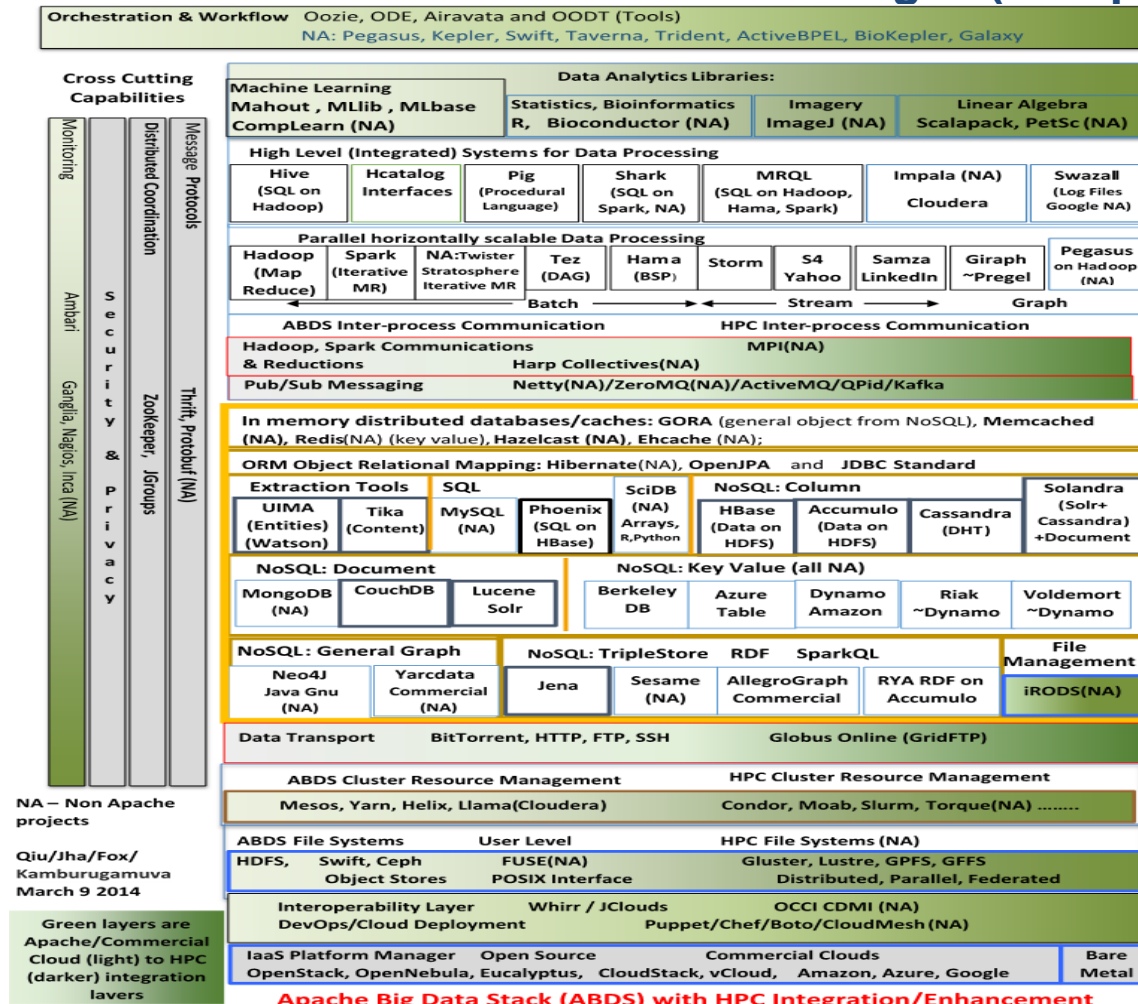 Orchestration & Workflow Oozie, ODE, Airavata and OODT (Tools)
NA: Pegasus, Kepler, Swift, Taverna, Trident, ActiveBPEL, BioKepler, Galaxy
Cross Cutting
Capabilities
Monitoring
Ambari
Ganglia, Nagios, Inca (NA)
Security & Privacy
Distributed Coordination
ZooKeeper, JGroups
Message Protocols
Thrift, Protobuf (NA)
Data Analytics Libraries:
Machine Learning
Mahout , MLlib , MLbase
CompLearn (NA)
Statistics, Bioinformatics
R, Bioconductor (NA)
Imagery
ImageJ (NA)
Linear Algebra
Scalapack, PetSc (NA)
High Level (Integrated) Systems for Data Processing
Hive
(SQL on
Hadoop)
Hcatalog
Interfaces
Pig
(Procedural
Language)
Shark
(SQL on
Spark, NA)
MRQL
(SQL on Hadoop,
Hama, Spark)
Impala (NA)
Cloudera
Swazall
(Log Files
Google NA)
Parallel horizontally scalable Data Processing
Hadoop
(Map
Reduce)
Spark
(Iterative
MR)
NA:Twister
Stratosphere
Iterative MR
Tez
(DAG)
Hama
(BSP)
Storm
S4
Yahoo
Samza
LinkedIn
Giraph
~Pregel
Pegasus
on Hadoop
(NA)
Batch
Stream
Graph
ABDS Inter-process Communication
HPC Inter-process Communication
Hadoop, Spark Communications
& Reductions
Harp Collectives(NA)
MPI(NA)
Pub/Sub Messaging
Netty(NA)/ZeroMQ(NA)/ActiveMQ/QPid/Kafka
In memory distributed databases/caches: GORA (general object from NoSQL), Memcached
(NA), Redis(NA) (key value), Hazelcast (NA), Ehcache (NA);
ORM Object Relational Mapping: Hibernate(NA), OpenJPA and JDBC Standard
Extraction Tools
UIMA
(Entities)
(Watson)
Tika
(Content)
SQL
MySQL
(NA)
Phoenix
(SQL on
HBase)
SciDB
(NA)
Arrays,
R,Python
NoSQL: Column
HBase
(Data on
HDFS)
Accumulo
(Data on
HDFS)
Cassandra
(DHT)
Solandra
(Solr+
Cassandra)
+Document
NoSQL: Document
MongoDB
(NA)
CouchDB
Lucene
Solr
NoSQL: Key Value (all NA)
Berkeley
DB
Azure
Table
Dynamo
Amazon
Riak
~Dynamo
Voldemort
~Dynamo
NoSQL: General Graph
Neo4J
Java Gnu
(NA)
Yarcdata
Commercial
(NA)
NoSQL: TripleStore RDF SparkQL
Jena
Sesame
(NA)
AllegroGraph
Commercial
RYA RDF on
Accumulo
File
Management
iRODS(NA)
Data Transport
BitTorrent, HTTP, FTP, SSH
Globus Online (GridFTP)
ABDS Cluster Resource Management
HPC Cluster Resource Management
Mesos, Yarn, Helix, Llama(Cloudera)
Condor, Moab, Slurm, Torque(NA) ........
ABDS File Systems
User Level
HPC File Systems (NA)
HDFS, Swift, Ceph
Object Stores
FUSE(NA)
POSIX Interface
Gluster, Lustre, GPFS, GFFS
Distributed, Parallel, Federated
Interoperability Layer Whirr / JClouds OCCI CDMI (NA)
DevOps/Cloud Deployment Puppet/Chef/Boto/CloudMesh(NA)
IaaS Platform Manager Open Source Commercial Clouds
OpenStack, OpenNebula, Eucalyptus, CloudStack, vCloud, Amazon, Azure, Google
Bare
Metal
NA – Non Apache
projects
Qiu/Jha/Fox/
Kamburugamuva
March 9 2014
Green layers are
Apache/Commercial
Cloud (light) to HPC
(darker) integration
layers
Apache Big Data Stack (ABDS) with HPC Integration/Enhancement